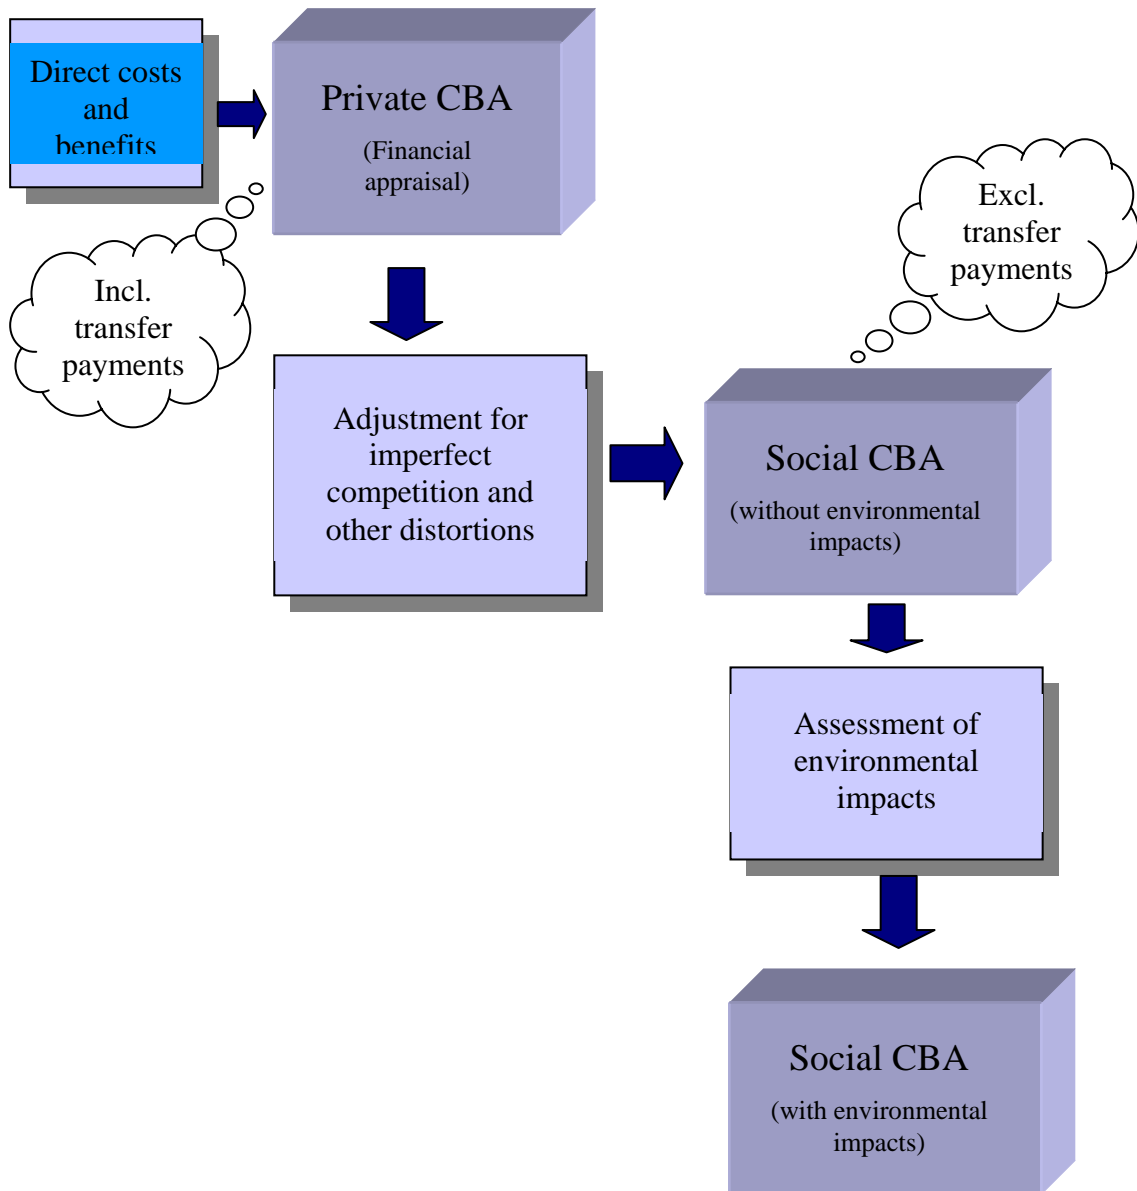 Direct costs
and
benefits
Private CBA
(Financial
appraisal)
Incl.
transfer
payments
Excl.
transfer
payments
Adjustment for
imperfect
competition and
other distortions
Social CBA
(without environmental
impacts)
Assessment of
environmental
impacts
Social CBA
(with environmental
impacts)